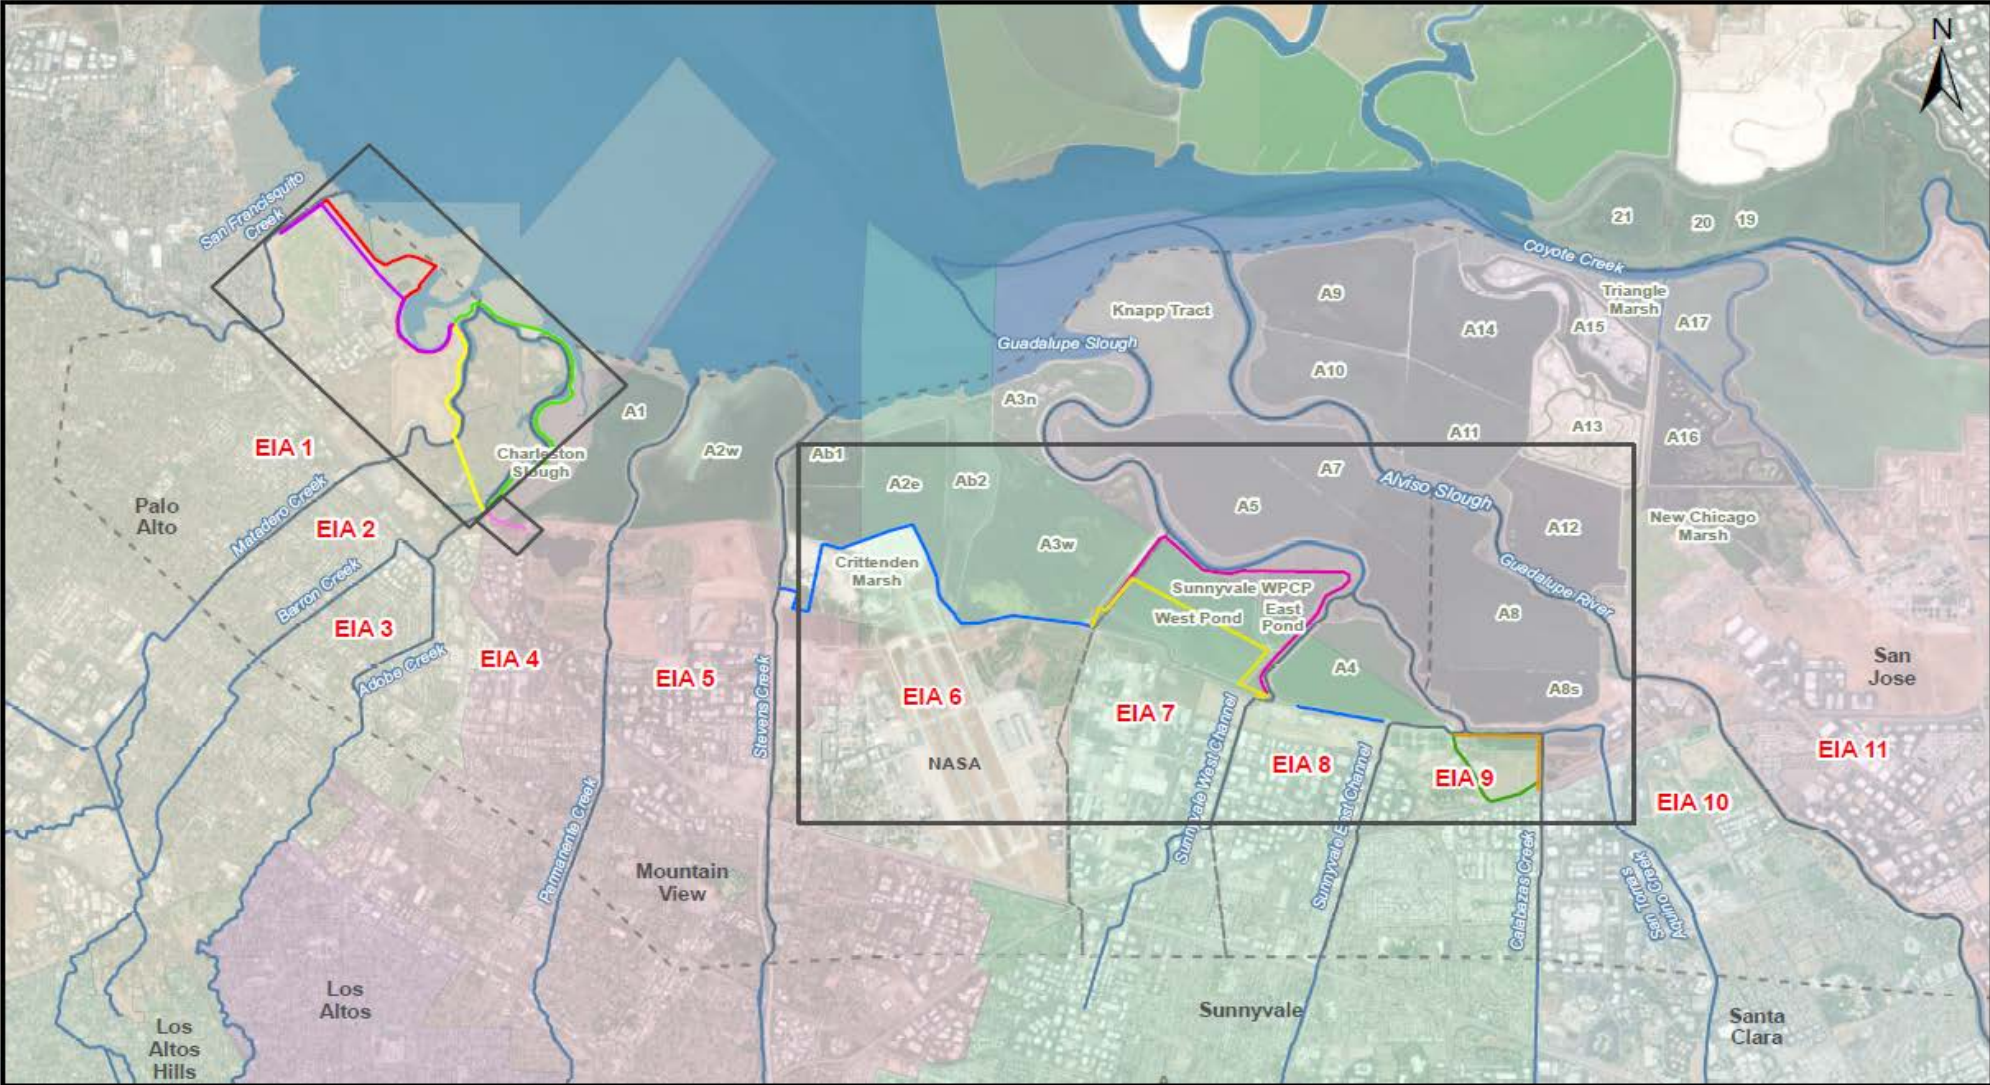 N
San Francisquito
Creek
21
20
19
Coyote Creek
Knapp Tract
A9
Triangle
Marsh
A14
A15
A17
Guadalupe Slough
A10
A3n
A1
A11
A13
A16
A2w
EIA 1
Charleston
Slough
Ab1
A7
A2e
Ab2
Alviso Slough
Palo
Alto
Matadero Creek
EIA 2
A5
A12
New Chicago
Marsh
A3w
Crittenden
Marsh
Barron Creek
Sunnyvale WPCP
West Pond
East
Pond
Guadalupe River
A8
EIA 3
Adobe Creek
EIA 4
EIA 5
Stevens Creek
EIA 6
EIA 7
A4
A8s
San
Jose
NASA
Sunnyvale West Channel
EIA 8
Sunnyvale East Channel
EIA 9
EIA 10
EIA 11
Permanente Creek
Mountain
View
Calabazas Creek
San Tomas
Aquino Creek
Los
Altos
Sunnyvale
Santa
Clara
Los
Altos
Hills